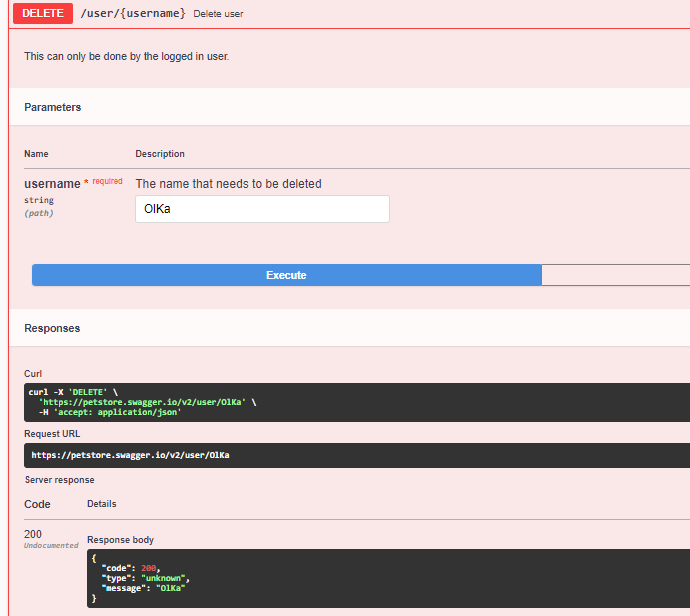 DELETE /user/{username} Delete user
This can only be done by the logged in user.
Parameters
Name Description
username * required The name that needs to be deleted
string
(path)
OlKa
Execute
Responses
Curl
curl -X 'DELETE' \
'https://petstore.swagger.io/v2/user/OlKa' \
-H 'accept: application/json'
Request URL
https://petstore.swagger.io/v2/user/OlKa
Server response
Code Details
200
Undocumented
Response body
{
"code": 200,
"type": "unknown",
"message": "OlKa"
}